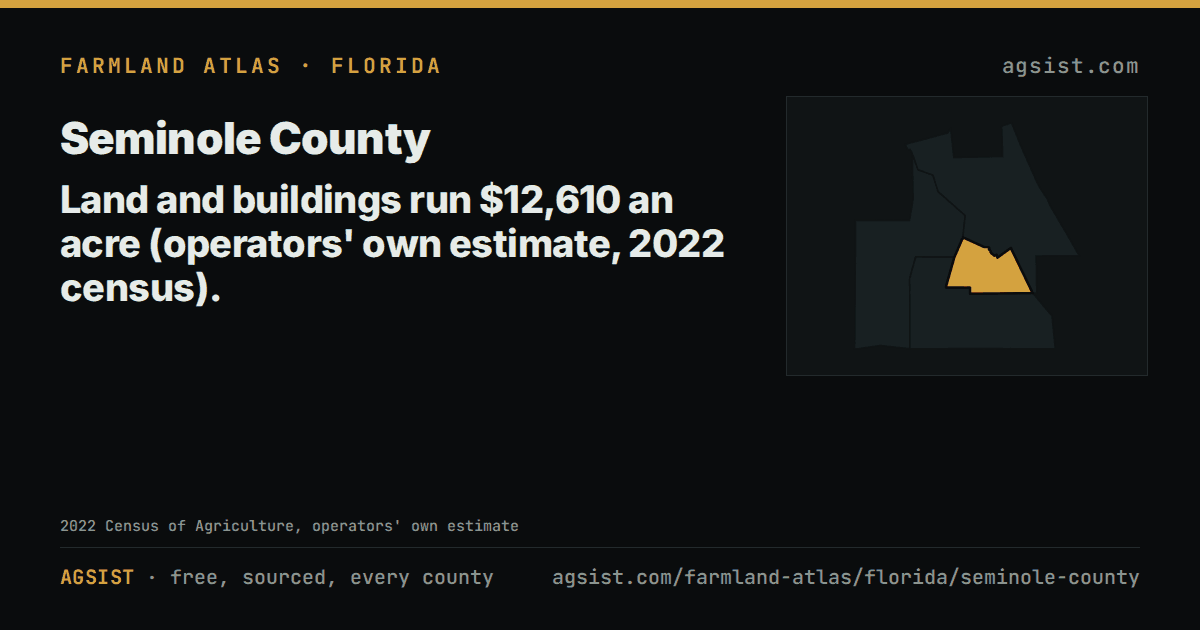 FARMLAND ATLAS · FLORIDA
agsist.com
Seminole County
Land and buildings run $12,610 an
acre (operators' own estimate, 2022
census).
2022 Census of Agriculture, operators' own estimate
AGSIST · free, sourced, every county
agsist.com/farmland-atlas/florida/seminole-county